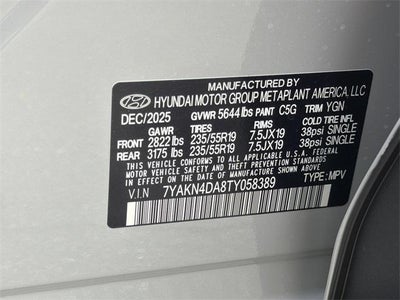 MANUFACTURED BY
HYUNDAI MOTOR GROUP METAPLANT AMERICA, LLC
DEC/2025 GVWR 5644 lbs PAINT C5G TRIM YGN
GAWR TIRES RIMS COLD TIRE INFL
FRONT 2822 lbs 235/55R19 7.5JX19 38psi SINGLE
REAR 3175 lbs 235/55R19 7.5JX19 38psi SINGLE
THIS VEHICLE CONFORMS TO ALL APPLICABLE U.S. FEDERAL
MOTOR VEHICLE SAFETY AND THEFT PREVENTION
STANDARDS IN EFFECT ON THE DATE OF MANUFACTURE
SHOWN ABOVE. TYPE: MPV
V.I.N 7YAKN4DA8TY058389